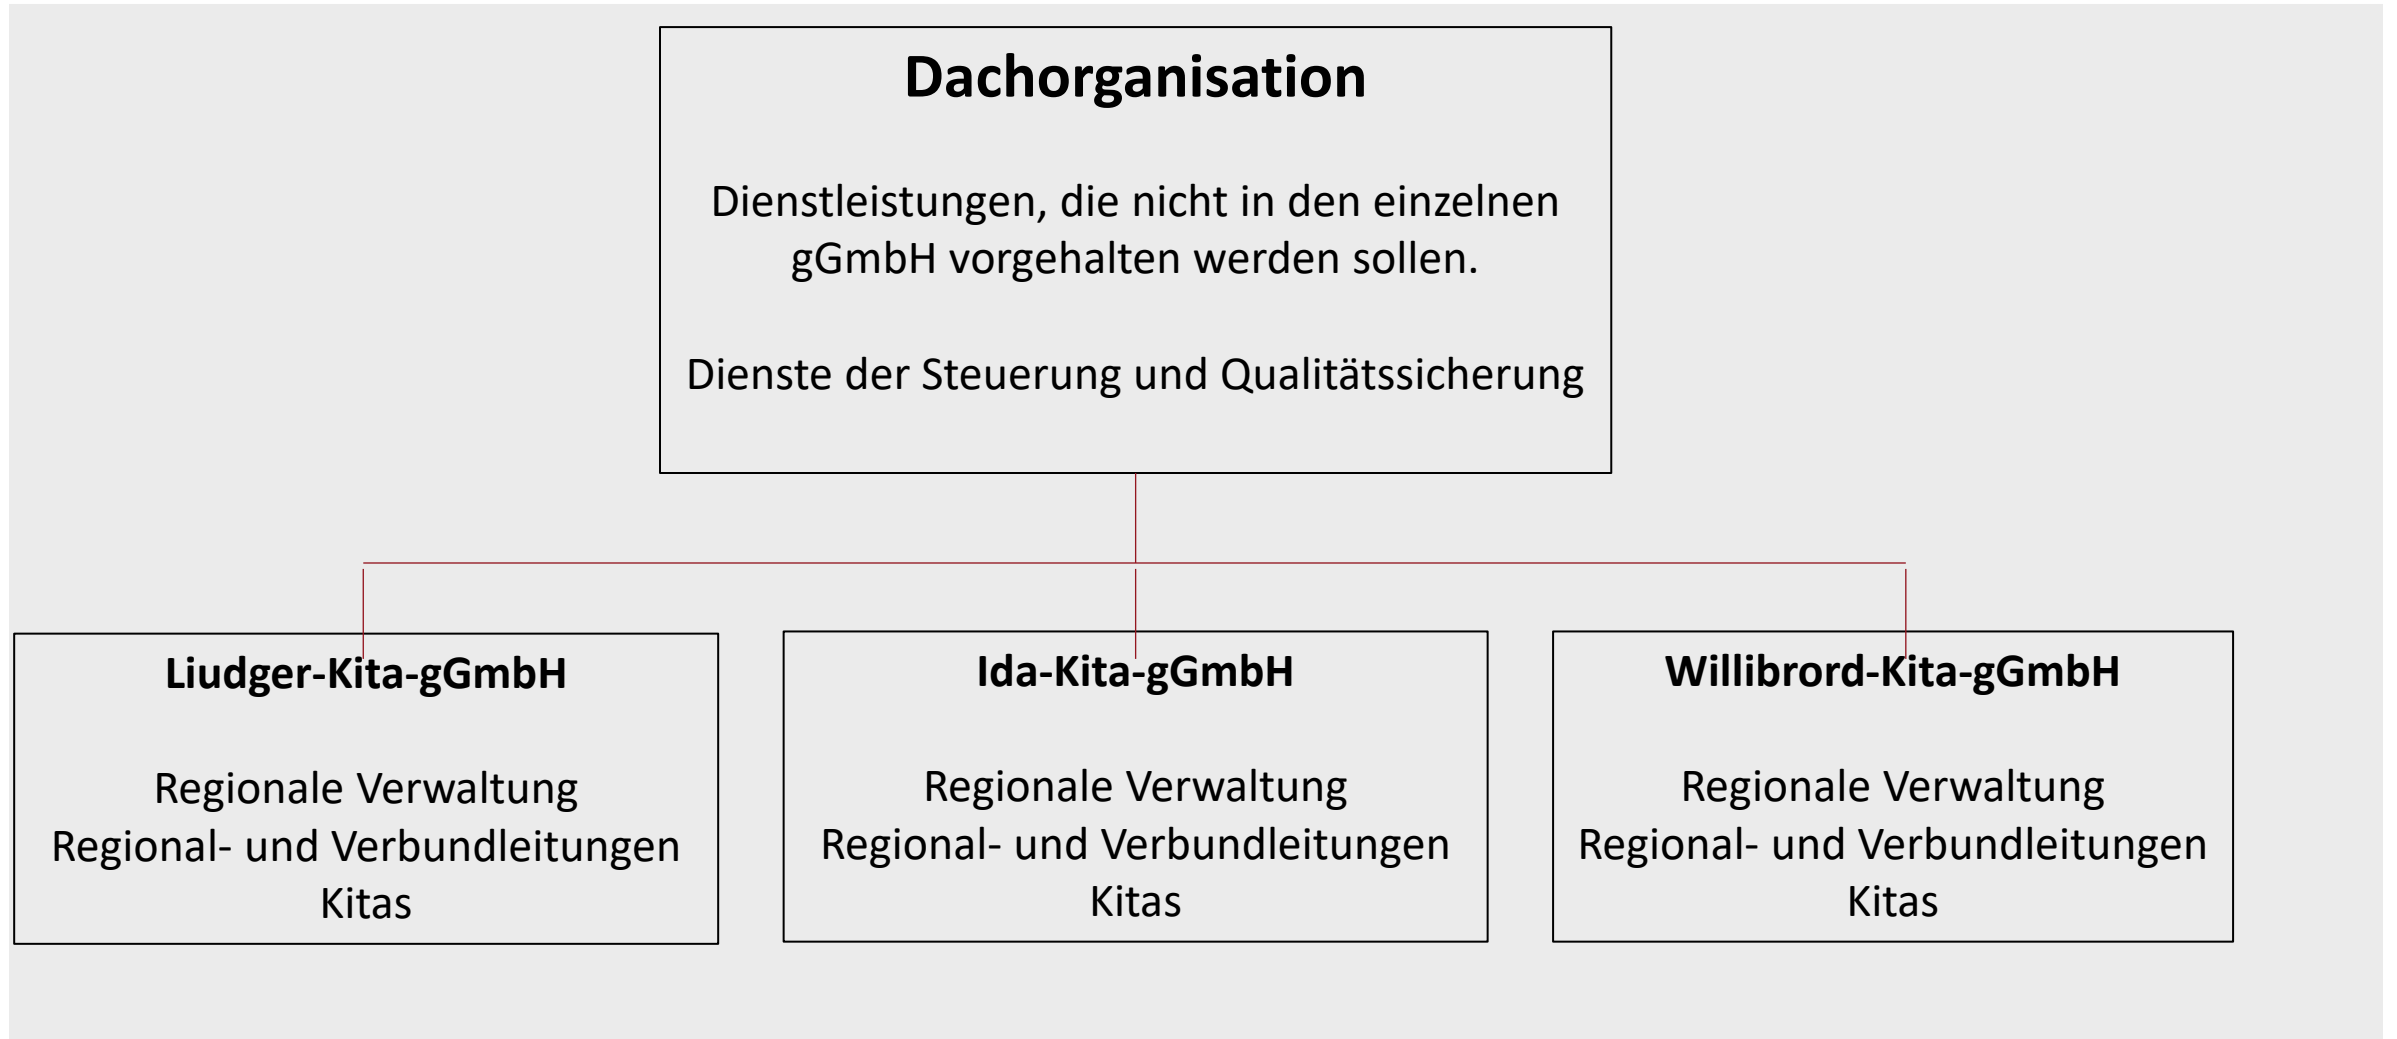 Dachorganisation
Dienstleistungen, die nicht in den einzelnen
gGmbH vorgehalten werden sollen.
Dienste der Steuerung und Qualitätssicherung
Liudger-Kita-gGmbH
Regionale Verwaltung
Regional- und Verbundleitungen
Kitas
Ida-Kita-gGmbH
Regionale Verwaltung
Regional- und Verbundleitungen
Kitas
Willibrord-Kita-gGmbH
Regionale Verwaltung
Regional- und Verbundleitungen
Kitas